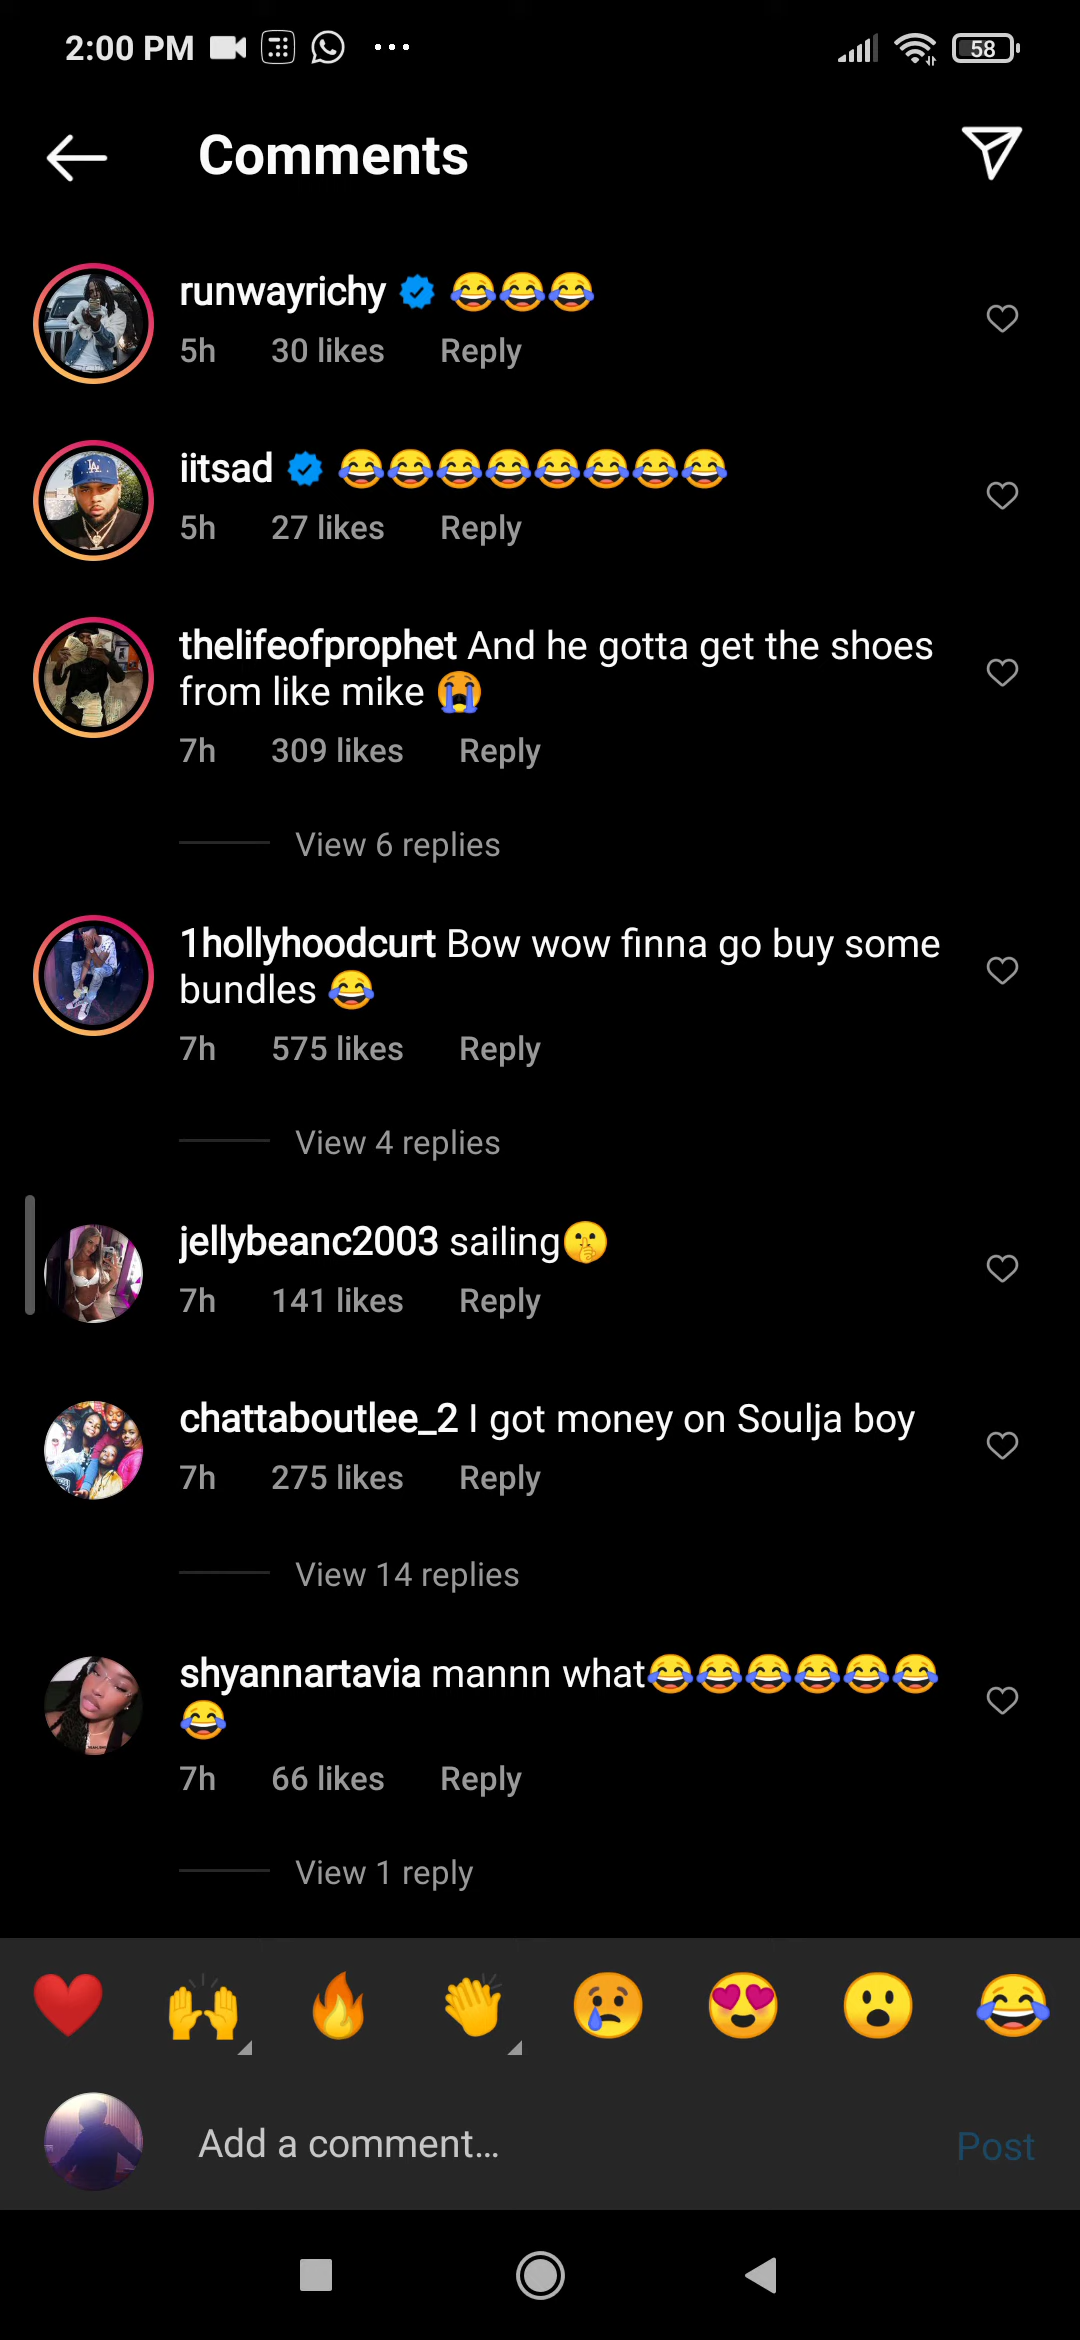 2:00 PM
58
Comments
runwayrichy 😂😂😂
5h 30 likes Reply
iitsad 😂😂😂😂😂😂😂😂
5h 27 likes Reply
thelifeofprophet And he gotta get the shoes
from like mike 😭
7h 309 likes Reply
View 6 replies
1hollyhoodcurt Bow wow finna go buy some
bundles 😂
7h 575 likes Reply
View 4 replies
jellybeanc2003 sailing🤫
7h 141 likes Reply
chattaboutlee_2 I got money on Soulja boy
7h 275 likes Reply
View 14 replies
shyannartavia mannn what😂😂😂😂😂😂
😂
7h 66 likes Reply
View 1 reply
❤️ 🙌 🔥 👏 😢 😍 😮 😂
Add a comment...
Post